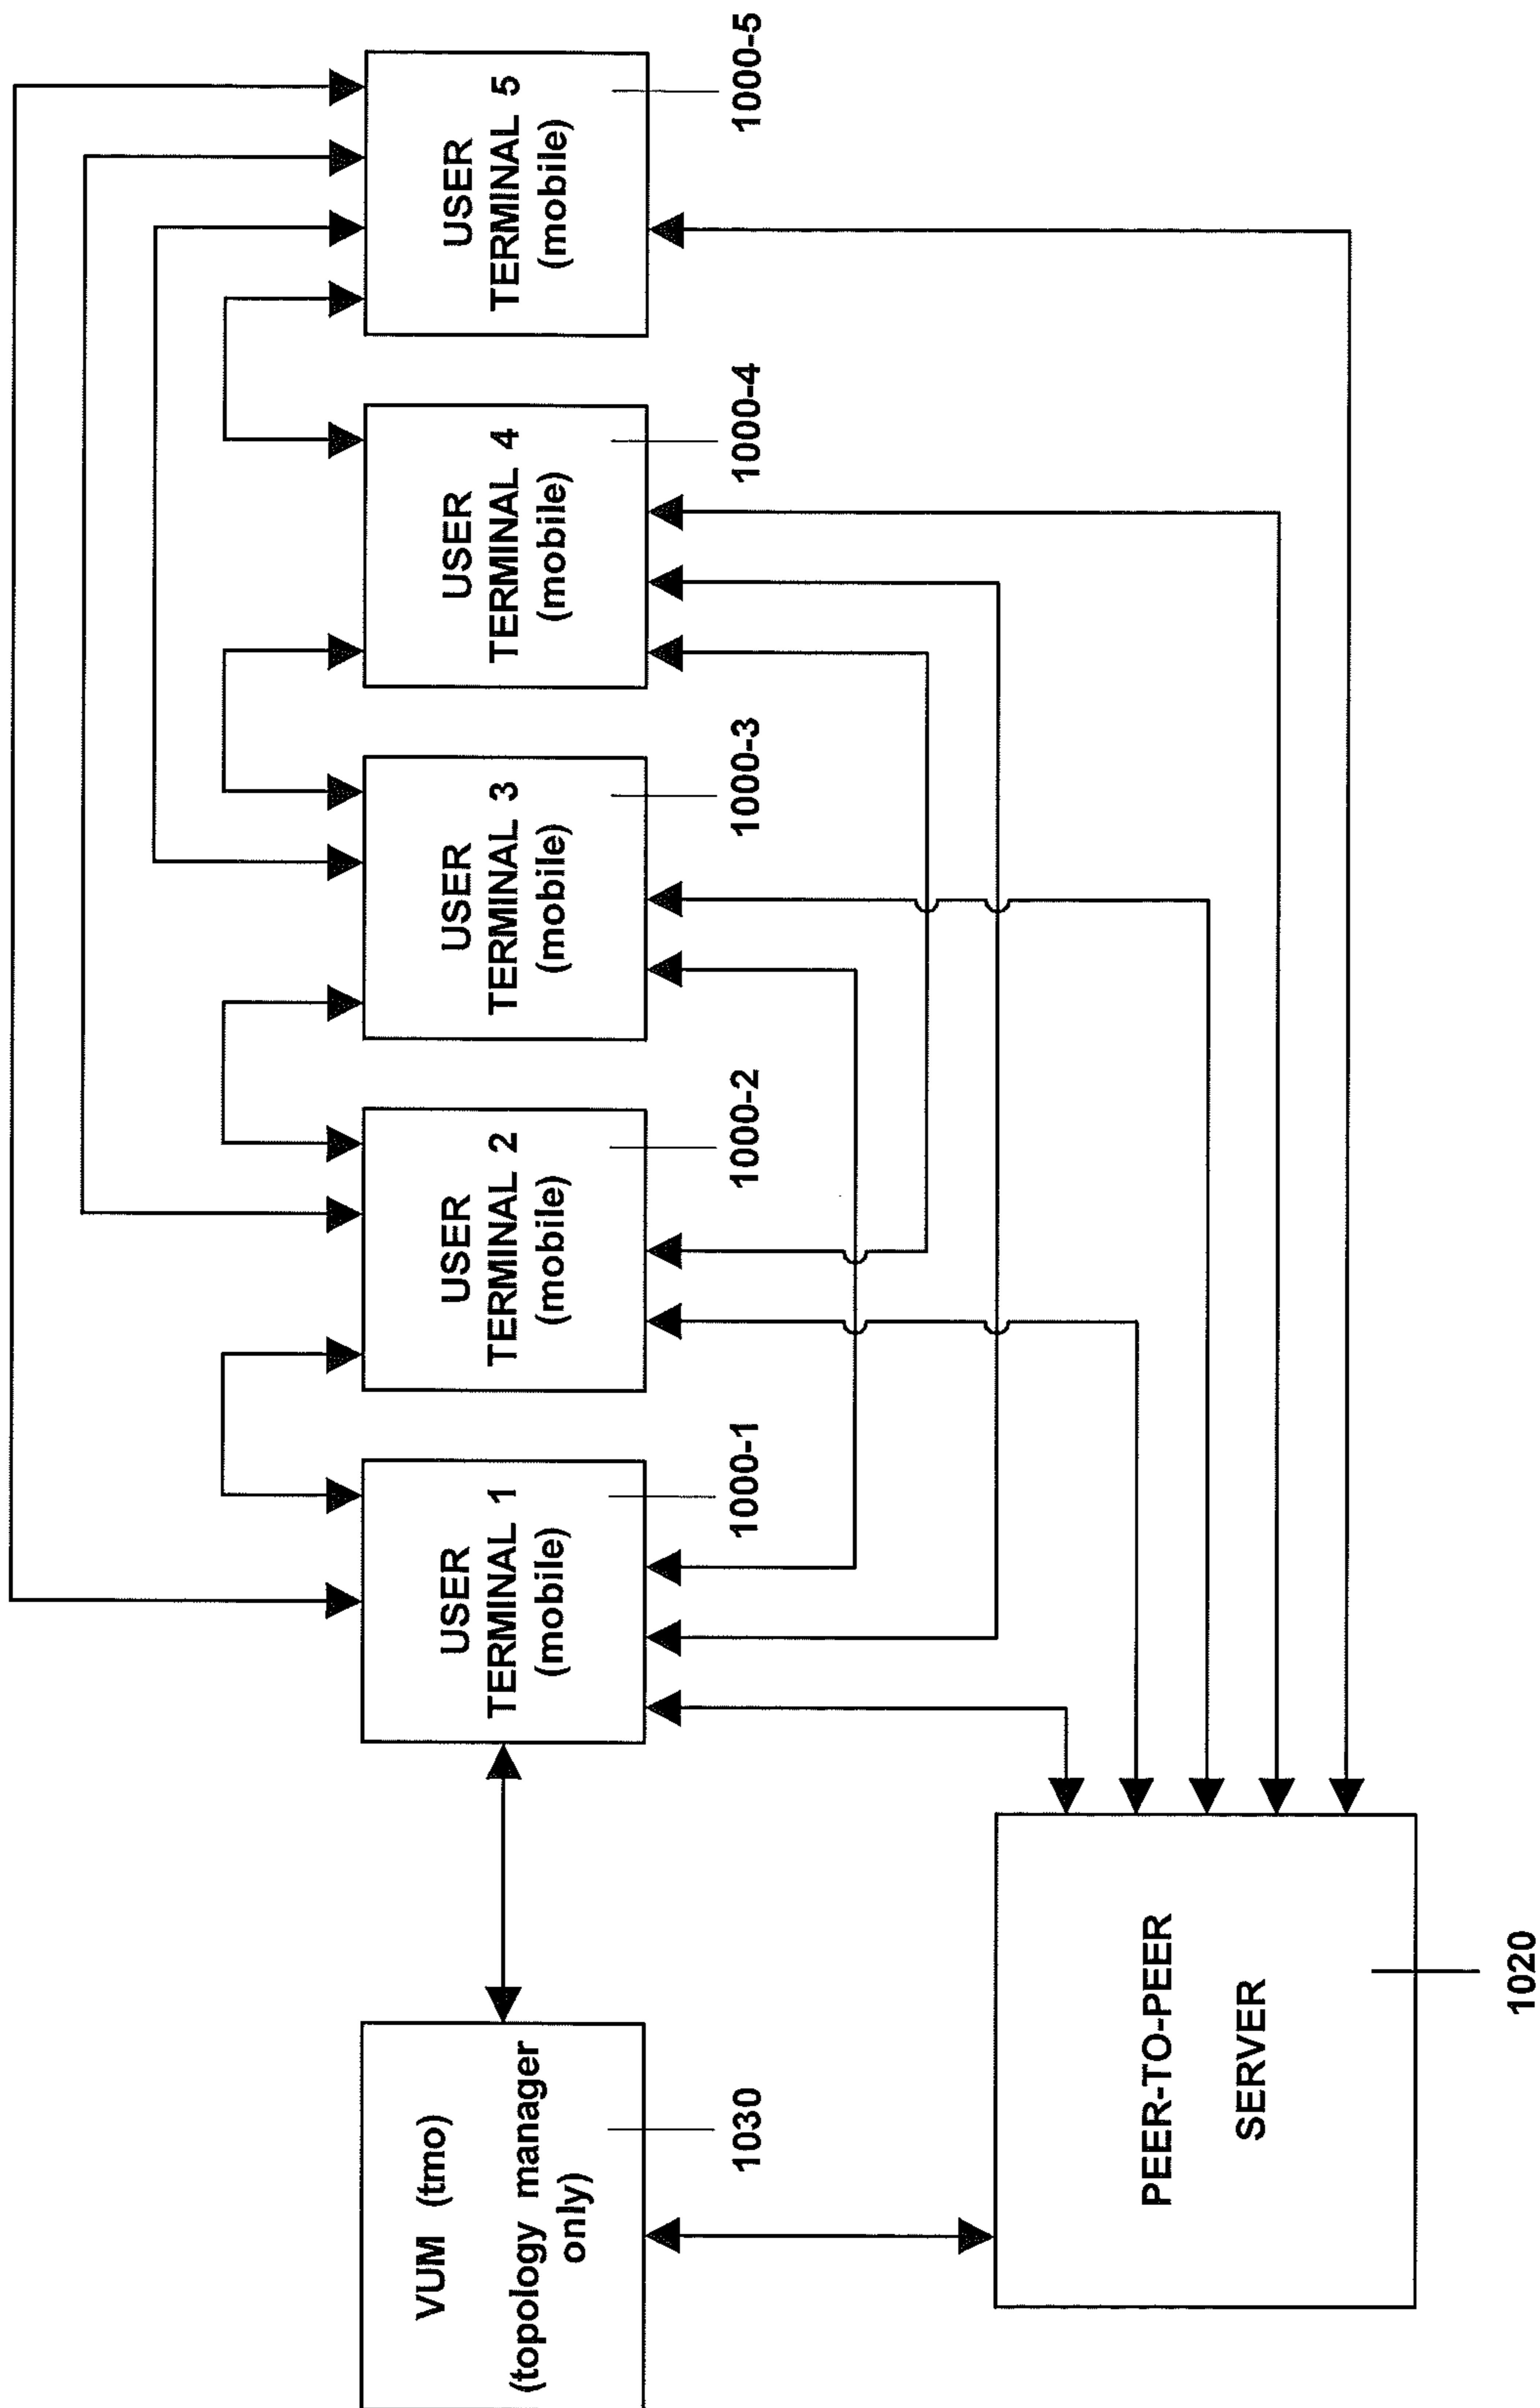 VUM (tmo)
(topology manager
only)
1030
USER
TERMINAL 1
(mobile)
1000-1
USER
TERMINAL 2
(mobile)
1000-2
USER
TERMINAL 3
(mobile)
1000-3
USER
TERMINAL 4
(mobile)
1000-4
USER
TERMINAL 5
(mobile)
1000-5
PEER-TO-PEER
SERVER
1020